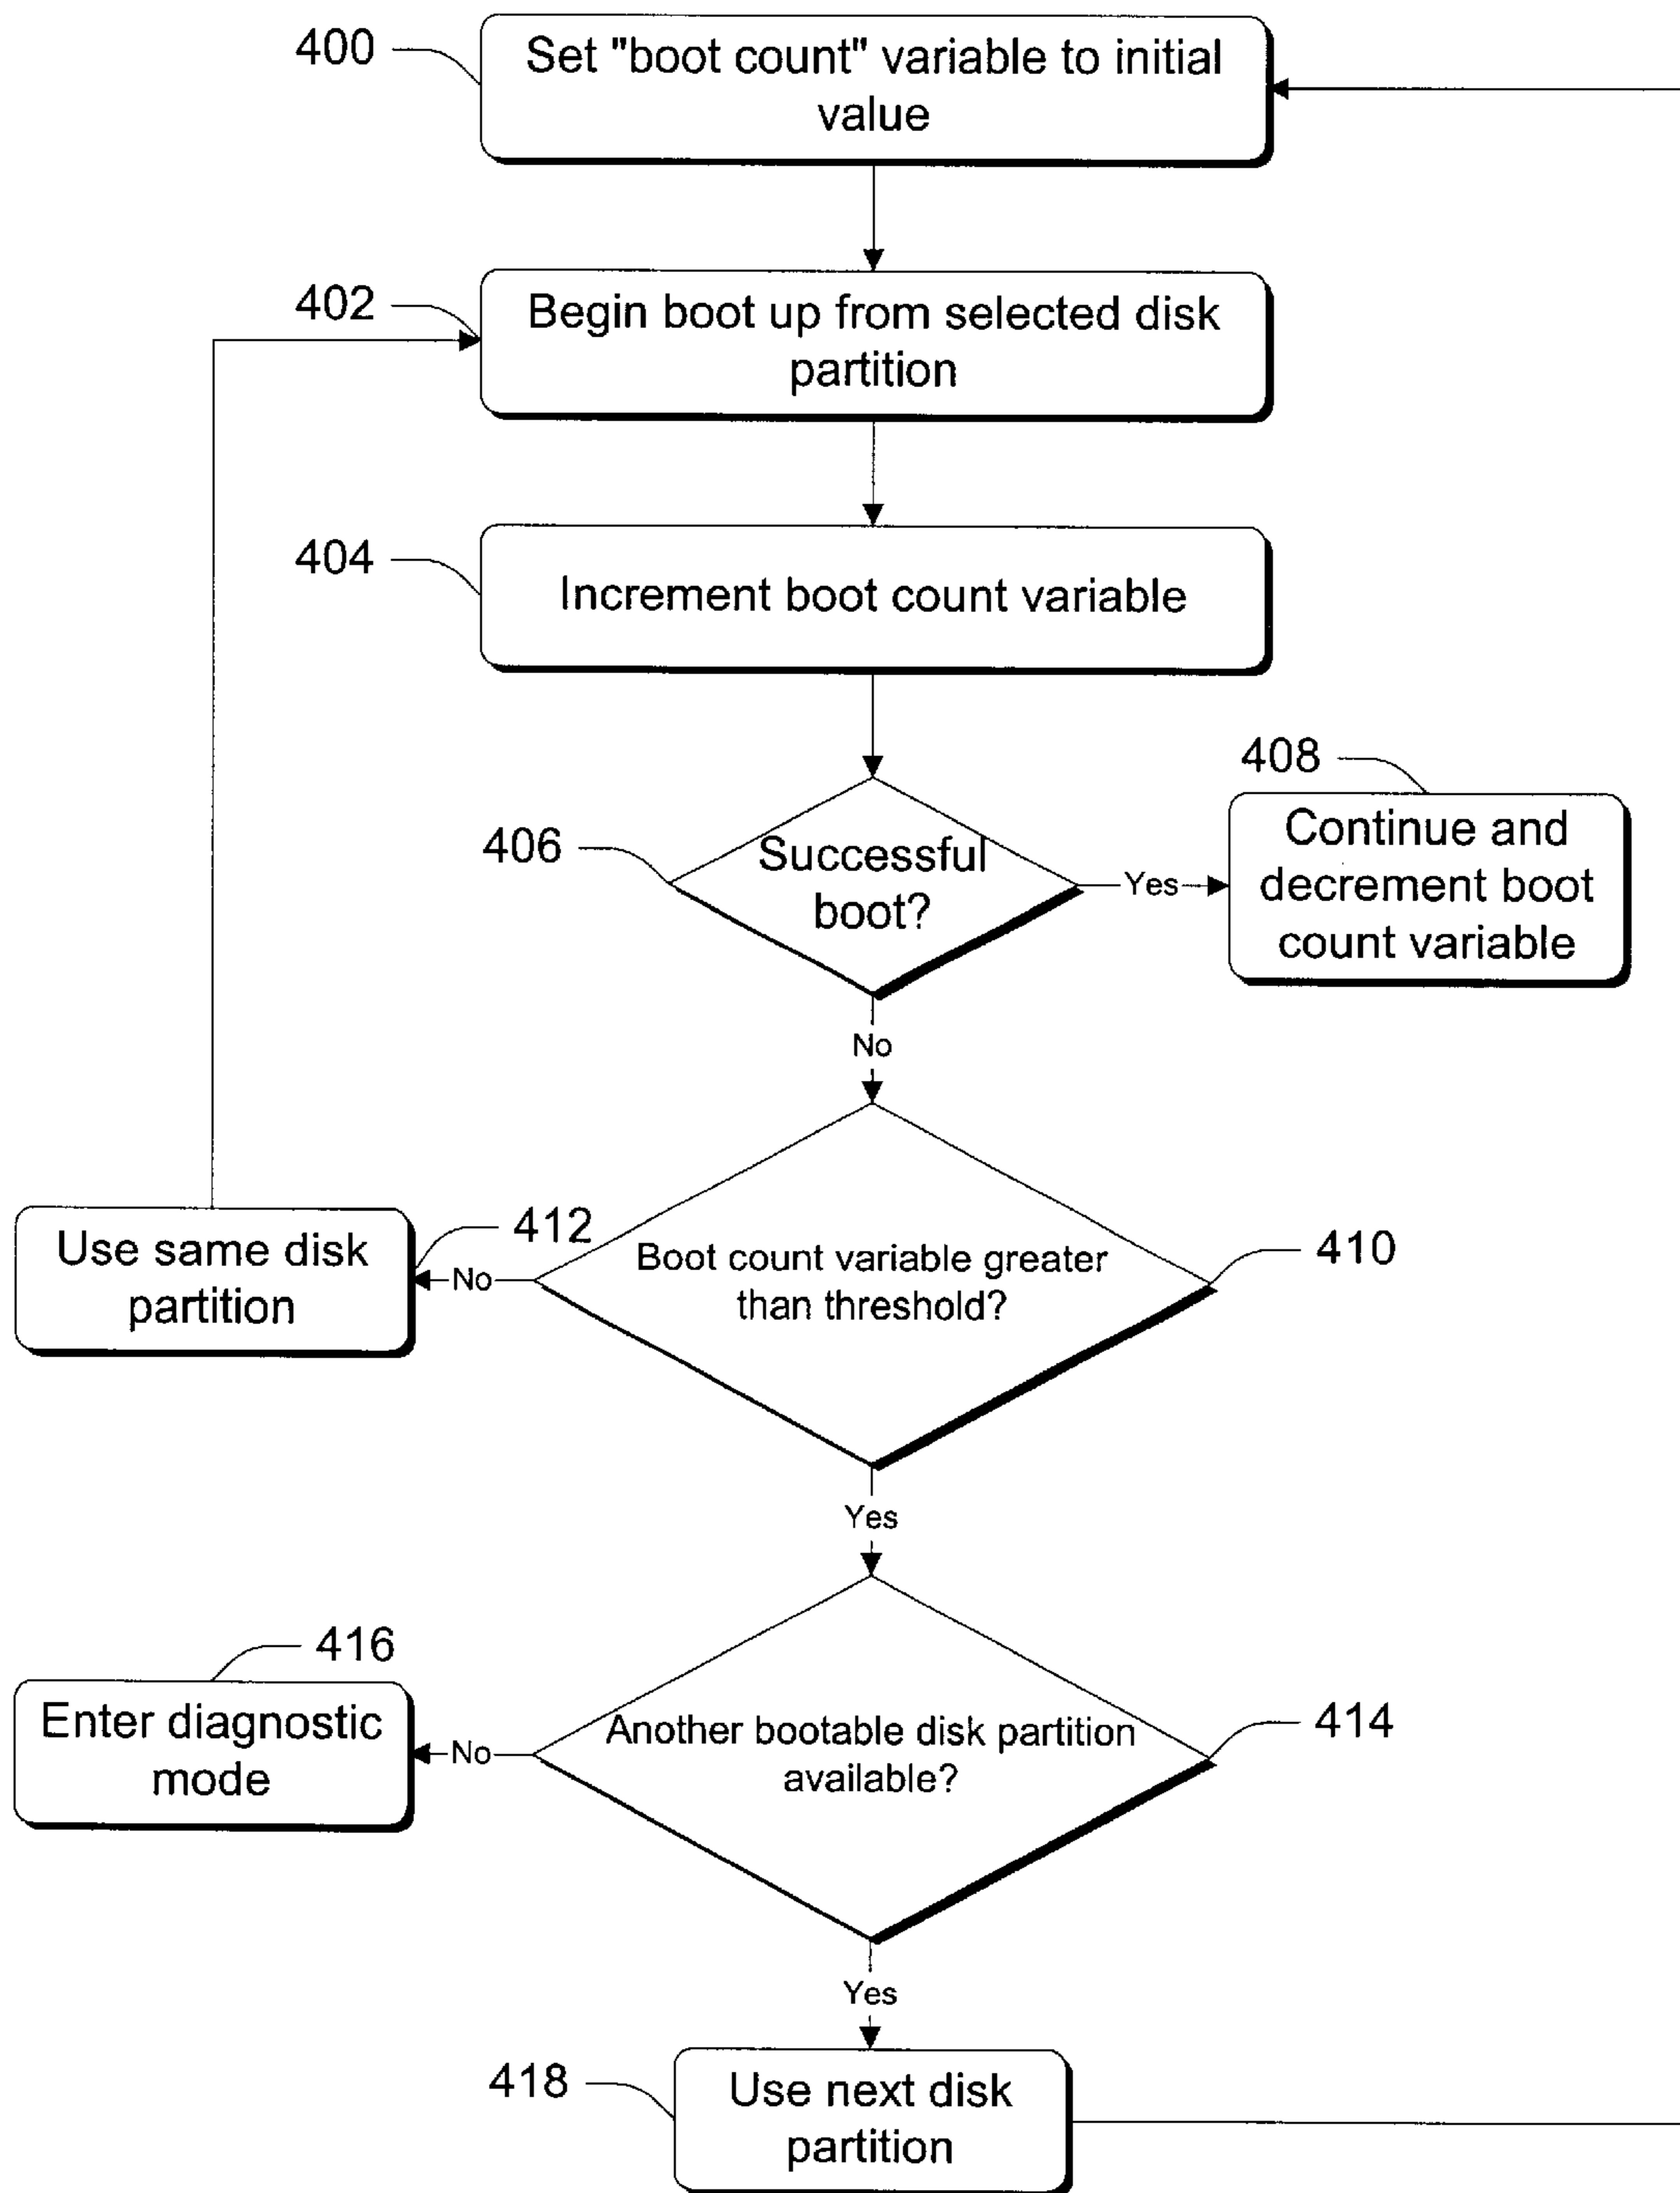 400
Set "boot count" variable to initial
value
402
Begin boot up from selected disk
partition
404
Increment boot count variable
408
406
Successful
boot?
Yes
Continue and
decrement boot
count variable
No
412
Use same disk
partition
No
Boot count variable greater
than threshold?
410
Yes
416
Enter diagnostic
mode
No
Another bootable disk partition
available?
414
Yes
418
Use next disk
partition